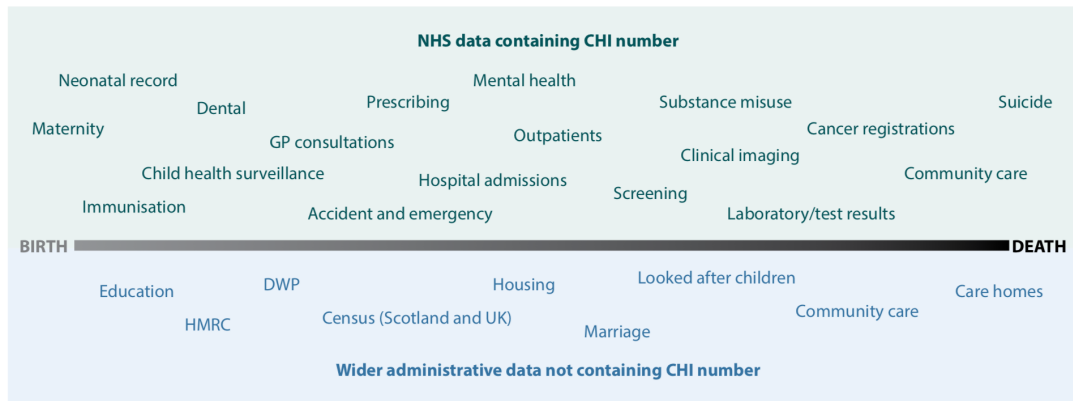 NHS data containing CHI number
Neonatal record
Mental health
Dental
Prescribing
Substance misuse
Suicide
Maternity
GP consultations
Outpatients
Cancer registrations
Clinical imaging
Child health surveillance
Hospital admissions
Community care
Screening
Immunisation
Accident and emergency
Laboratory/test results
BIRTH
DEATH
Education
DWP
Housing
Looked after children
Care homes
HMRC
Census (Scotland and UK)
Marriage
Community care
Wider administrative data not containing CHI number